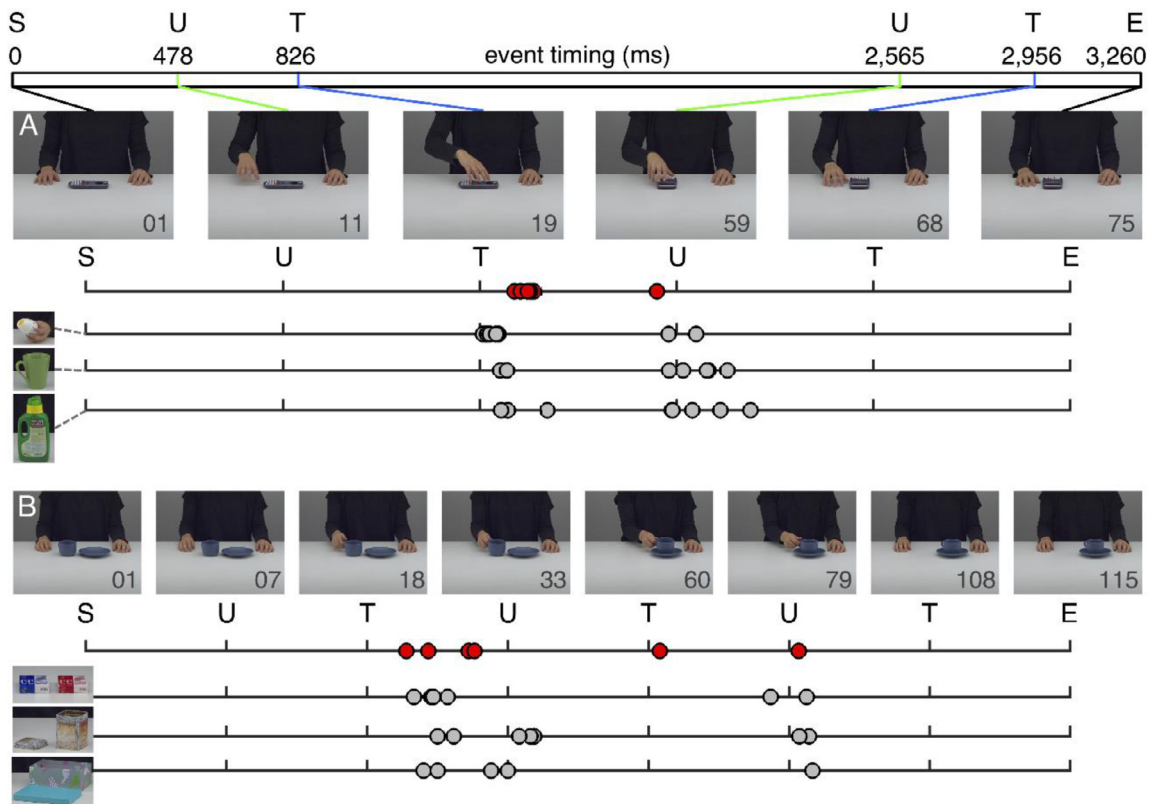 S U T U T E
0 478 826 event timing (ms) 2,565 2,956 3,260
A
01 11 19 59 68 75
S U T U T E
B
01 07 18 33 60 79 108 115
S U T U T U T E